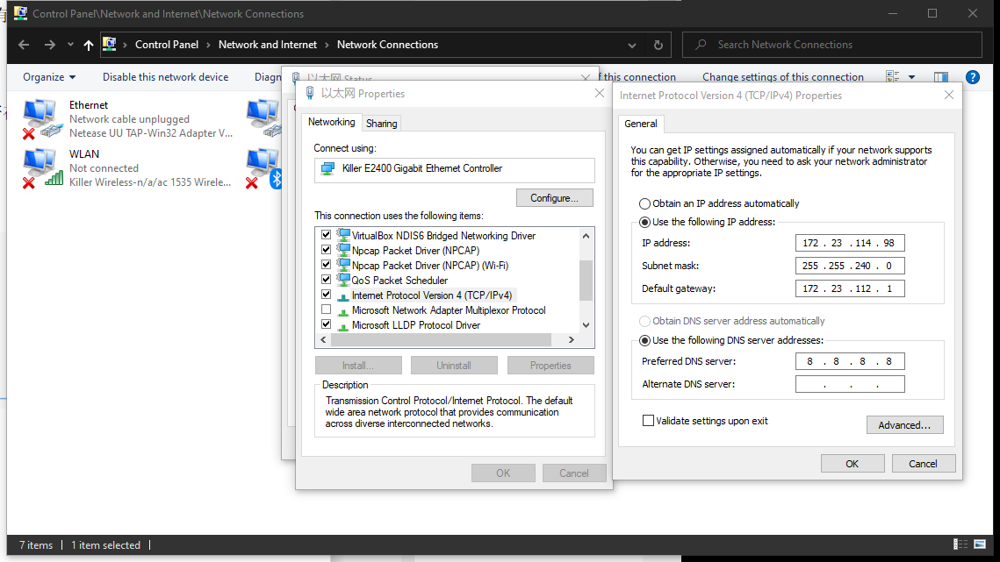 Control Panel\Network and Internet\Network Connections
Control Panel › Network and Internet › Network Connections
Search Network Connections
Organize
Disable this network device
Diagn
f this connection
Change settings of this connection
Ethernet
Network cable unplugged
Netease UU TAP-Win32 Adapter V...
WLAN
Not connected
Killer Wireless-n/a/ac 1535 Wirele...
以太网 Status
以太网 Properties
Networking
Sharing
Connect using:
Killer E2400 Gigabit Ethernet Controller
Configure...
This connection uses the following items:
VirtualBox NDIS6 Bridged Networking Driver
Npcap Packet Driver (NPCAP)
Npcap Packet Driver (NPCAP) (Wi-Fi)
QoS Packet Scheduler
Internet Protocol Version 4 (TCP/IPv4)
Microsoft Network Adapter Multiplexor Protocol
Microsoft LLDP Protocol Driver
Install...
Uninstall
Properties
Description
Transmission Control Protocol/Internet Protocol. The default
wide area network protocol that provides communication
across diverse interconnected networks.
OK
Cancel
Internet Protocol Version 4 (TCP/IPv4) Properties
General
You can get IP settings assigned automatically if your network supports
this capability. Otherwise, you need to ask your network administrator
for the appropriate IP settings.
Obtain an IP address automatically
Use the following IP address:
IP address: 172 . 23 . 114 . 98
Subnet mask: 255 . 255 . 240 . 0
Default gateway: 172 . 23 . 112 . 1
Obtain DNS server address automatically
Use the following DNS server addresses:
Preferred DNS server: 8 . 8 . 8 . 8
Alternate DNS server: . . .
Validate settings upon exit
Advanced...
OK
Cancel
7 items
1 item selected